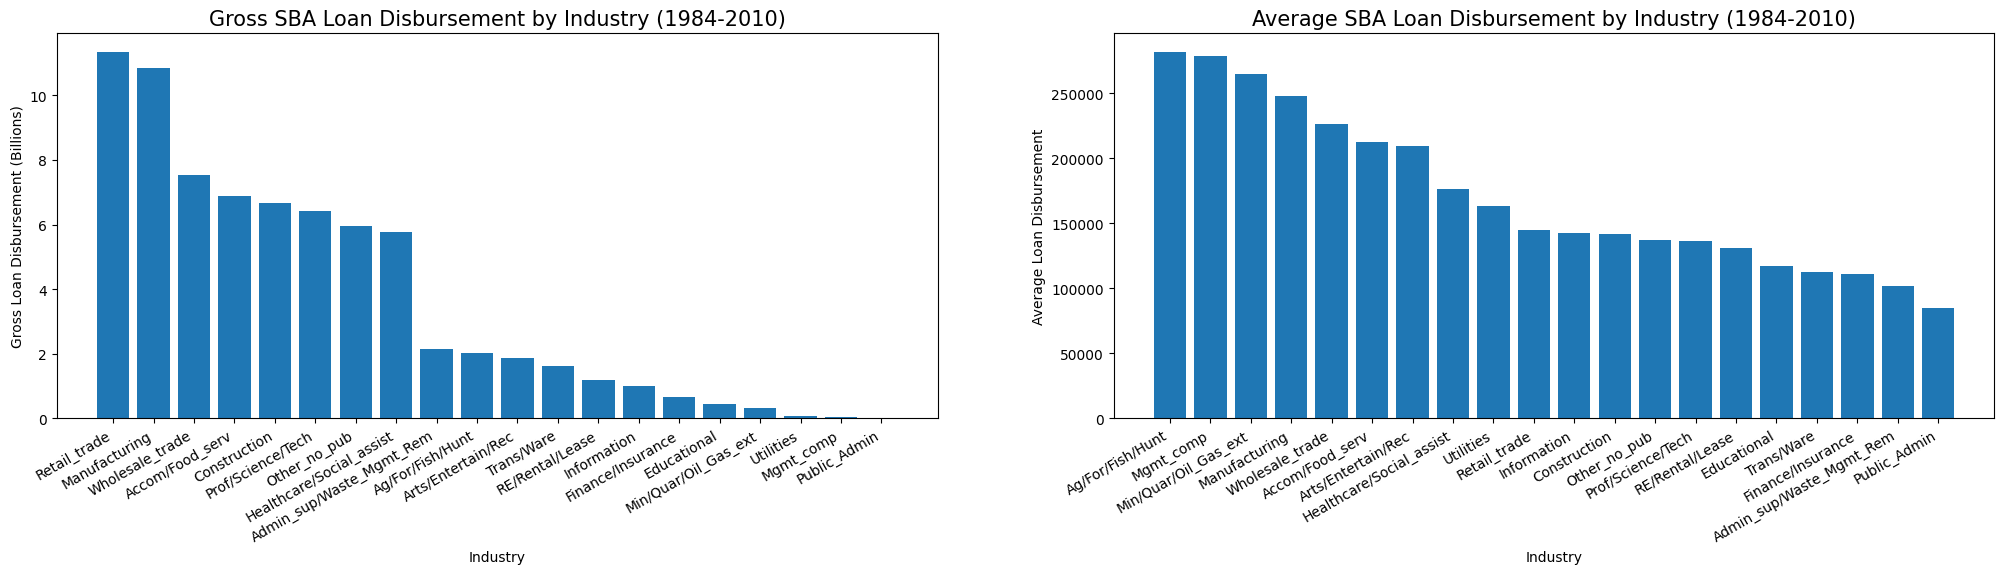 Gross SBA Loan Disbursement by Industry (1984-2010)
Gross Loan Disbursement (Billions)
10
8
6
4
2
0
Retail_trade
Manufacturing
Wholesale_trade
Accom/Food_serv
Construction
Prof/Science/Tech
Other_no_pub
Healthcare/Social_assist
Admin_sup/Waste_Mgmt_Rem
Ag/For/Fish/Hunt
Arts/Entertain/Rec
Trans/Ware
RE/Rental/Lease
Information
Finance/Insurance
Educational
Min/Quar/Oil_Gas_ext
Utilities
Mgmt_comp
Public_Admin
Industry
Average SBA Loan Disbursement by Industry (1984-2010)
Average Loan Disbursement
250000
200000
150000
100000
50000
0
Ag/For/Fish/Hunt
Mgmt_comp
Min/Quar/Oil_Gas_ext
Manufacturing
Wholesale_trade
Accom/Food_serv
Arts/Entertain/Rec
Healthcare/Social_assist
Utilities
Retail_trade
Information
Construction
Other_no_pub
Prof/Science/Tech
RE/Rental/Lease
Educational
Trans/Ware
Finance/Insurance
Admin_sup/Waste_Mgmt_Rem
Public_Admin
Industry